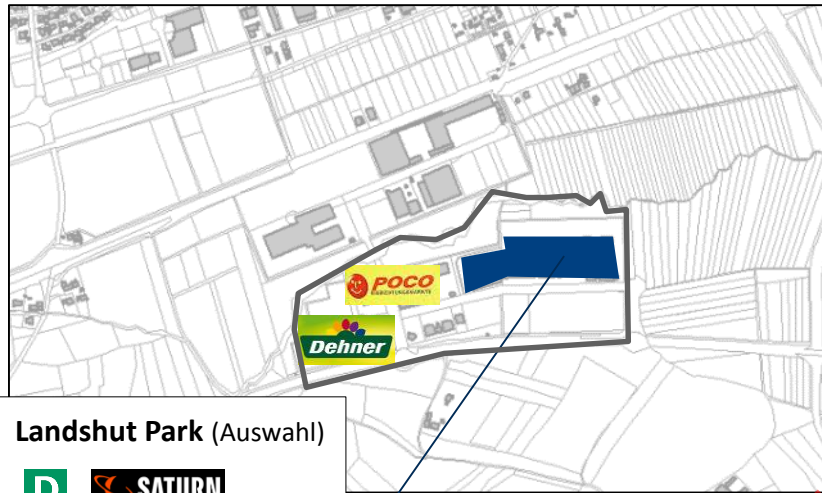 POCO
EINRICHTUNGSMÄRKTE
Dehner
Landshut Park (Auswahl)
D
SATURN